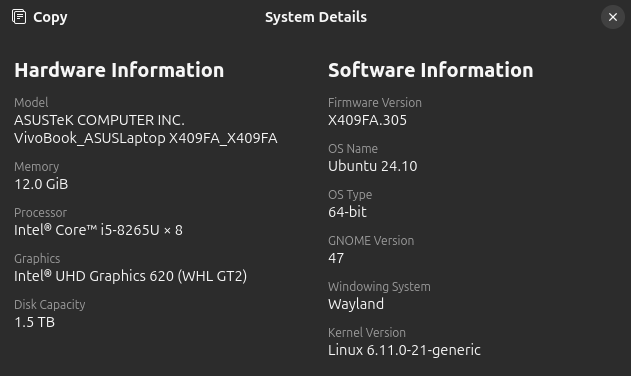 Copy
System Details
Hardware Information
Model
ASUSTeK COMPUTER INC.
VivoBook_ASUSLaptop X409FA_X409FA
Memory
12.0 GiB
Processor
Intel® Core™ i5-8265U × 8
Graphics
Intel® UHD Graphics 620 (WHL GT2)
Disk Capacity
1.5 TB
Software Information
Firmware Version
X409FA.305
OS Name
Ubuntu 24.10
OS Type
64-bit
GNOME Version
47
Windowing System
Wayland
Kernel Version
Linux 6.11.0-21-generic